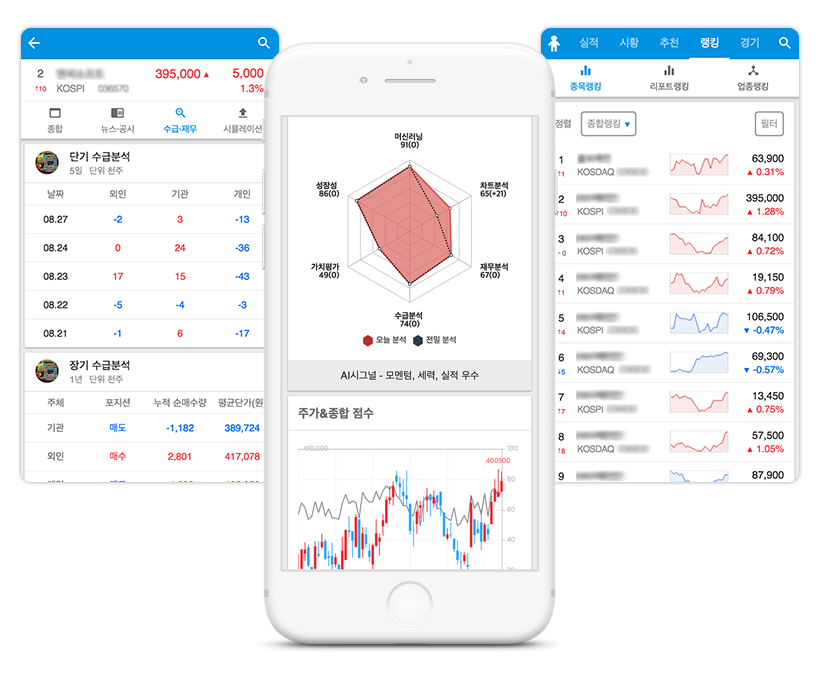 2
395,000 ▲
5,000
↑10
KOSPI
036570
1.3%
종합
뉴스·공시
수급·재무
시뮬레이션
단기 수급분석
5일 단위 천주
날짜 외인 기관 개인
08.27 -2 3 -13
08.24 0 24 -36
08.23 17 15 -43
08.22 -5 -4 -3
08.21 -1 6 -17
장기 수급분석
1년 단위 천주
주체 포지션 누적 순매수량 평균단가(원
기관 매도 -1,182 389,724
외인 매수 2,801 417,078
머신러닝
91(0)
성장성
86(0)
차트분석
65(+21)
가치평가
49(0)
재무분석
67(0)
수급분석
74(0)
오늘 분석 전일 분석
AI시그널 - 모멘텀, 세력, 실적 우수
주가&종합 점수
410,000
100
400500
80
60
40
20
실적 시황 추천 랭킹 경기
종목랭킹 리포트랭킹 업종랭킹
정렬 종합랭킹 ▼ 필터
1 63,900
↑1 KOSDAQ ▲ 0.31%
2 395,000
↑10 KOSPI ▲ 1.28%
3 84,100
- 0 KOSPI ▲ 0.72%
4 19,150
↑1 KOSDAQ ▲ 0.79%
5 106,500
↑4 KOSPI ▼ -0.47%
6 69,300
↓5 KOSDAQ ▼ -0.57%
7 13,450
↑7 KOSPI ▲ 0.75%
8 57,500
↑8 KOSDAQ ▲ 1.05%
9 87,900